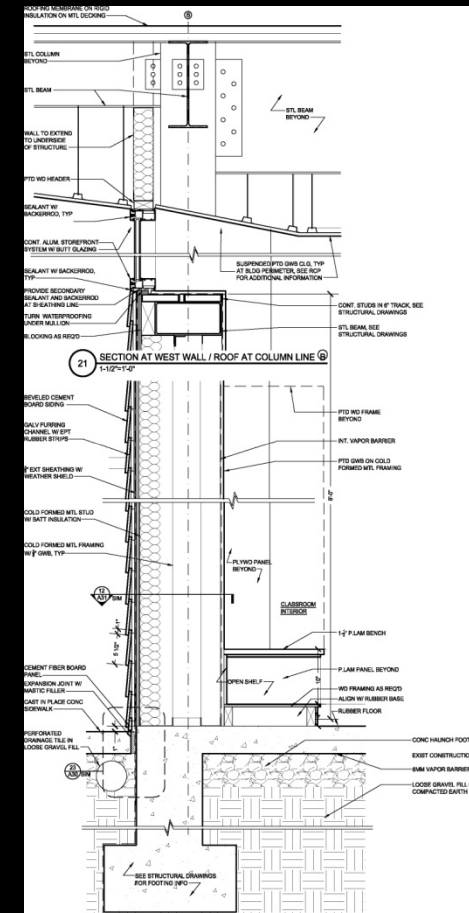 ROOFING MEMBRANE ON RIGID
INSULATION ON MTL DECKING
B
STL COLUMN
BEYOND
STL BEAM
STL BEAM
BEYOND
WALL TO EXTEND
TO UNDERSIDE
OF STRUCTURE
PTD WD HEADER
SEALANT W/
BACKERROD, TYP
CONT. ALUM. STOREFRONT
SYSTEM W/ BUTT GLAZING
SUSPENDED PTD GWB CLG, TYP
AT BLDG PERIMETER, SEE RCP
FOR ADDITIONAL INFORMATION
SEALANT W/ BACKERROD,
TYP
PROVIDE SECONDARY
SEALANT AND BACKERROD
AT SHEATHING LINE
TURN WATERPROOFING
UNDER MULLION
BLOCKING AS REQ'D
CONT. STUDS IN 6" TRACK, SEE
STRUCTURAL DRAWINGS
STL BEAM, SEE
STRUCTURAL DRAWINGS
21 SECTION AT WEST WALL / ROOF AT COLUMN LINE B
1-1/2"=1'-0"
PTD WD FRAME
BEYOND
BEVELED CEMENT
BOARD SIDING
GALV FURRING
CHANNEL W/ EPT
RUBBER STRIPS
INT. VAPOR BARRIER
PTD GWB ON COLD
FORMED MTL FRAMING
EXT SHEATHING W/
WEATHER SHIELD
COLD FORMED MTL STUD
W/ BATT INSULATION
COLD FORMED MTL FRAMING
GWB, TYP
PLYWD PANEL
BEYOND
12
A31
SIM
CLASSROOM
INTERIOR
P.LAM BENCH
CEMENT FIBER BOARD
PANEL
EXPANSION JOINT W/
MASTIC FILLER
CAST IN PLACE CONC
SIDEWALK
P.LAM PANEL BEYOND
OPEN SHELF
WD FRAMING AS REQ'D
ALIGN W/ RUBBER BASE
RUBBER FLOOR
PERFORATED
DRAINAGE TILE IN
LOOSE GRAVEL FILL
SIM
CONC HAUNCH FOOT
EXIST CONSTRUCTIO
VAPOR BARRIER
LOOSE GRAVEL FILL
COMPACTED EARTH
SEE STRUCTURAL DRAWINGS
FOR FOOTING INFO